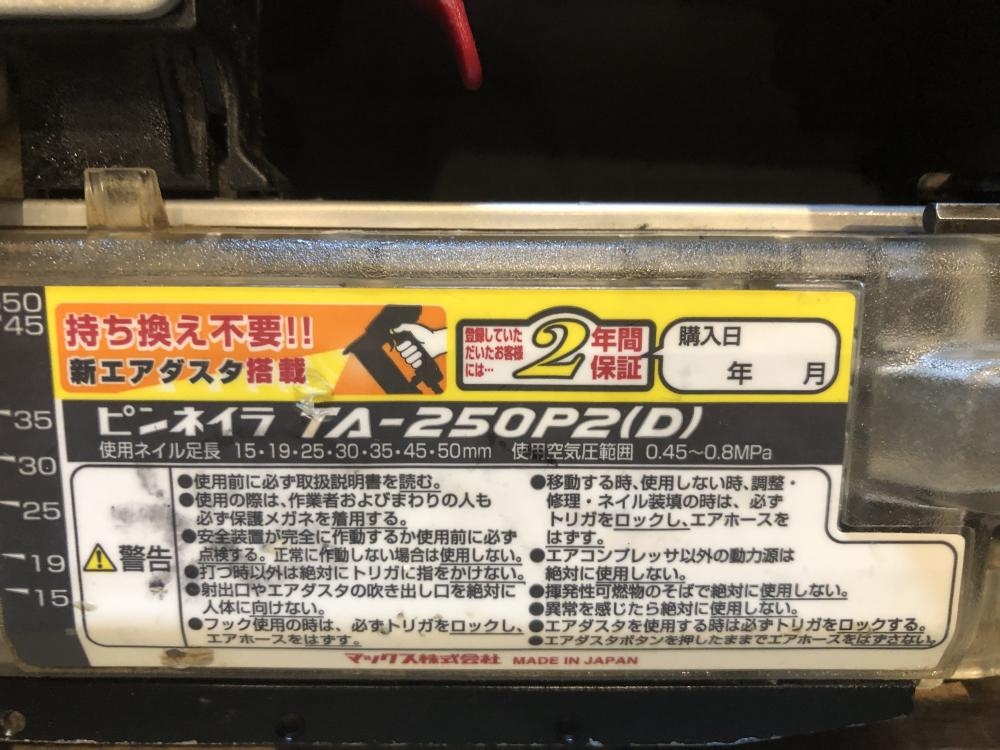 50
45
35
30
25
19
15
持ち換え不要!!
新エアダスタ搭載
登録していた
だいたお客様
には…
2年間
保証
購入日
年 月
ピンネイラ TA-250P2(D)
使用ネイル足長 15・19・25・30・35・45・50mm 使用空気圧範囲 0.45〜0.8MPa
警告
●使用前に必ず取扱説明書を読む。
●使用の際は、作業者およびまわりの人も
必ず保護メガネを着用する。
●安全装置が完全に作動するか使用前に必ず
点検する。正常に作動しない場合は使用しない。
●打つ時以外は絶対にトリガに指をかけない。
●射出口やエアダスタの吹き出し口を絶対に
人体に向けない。
●フック使用の時は、必ずトリガをロックし、
エアホースをはずす。
●移動する時、使用しない時、調整・
修理・ネイル装填の時は、必ず
トリガをロックし、エアホースを
はずす。
●エアコンプレッサ以外の動力源は
絶対に使用しない。
●揮発性可燃物のそばで絶対に使用しない。
●異常を感じたら絶対に使用しない。
●エアダスタを使用する時は必ずトリガをロックする。
●エアダスタボタンを押したままでエアホースをはずさない。
マックス株式会社 MADE IN JAPAN